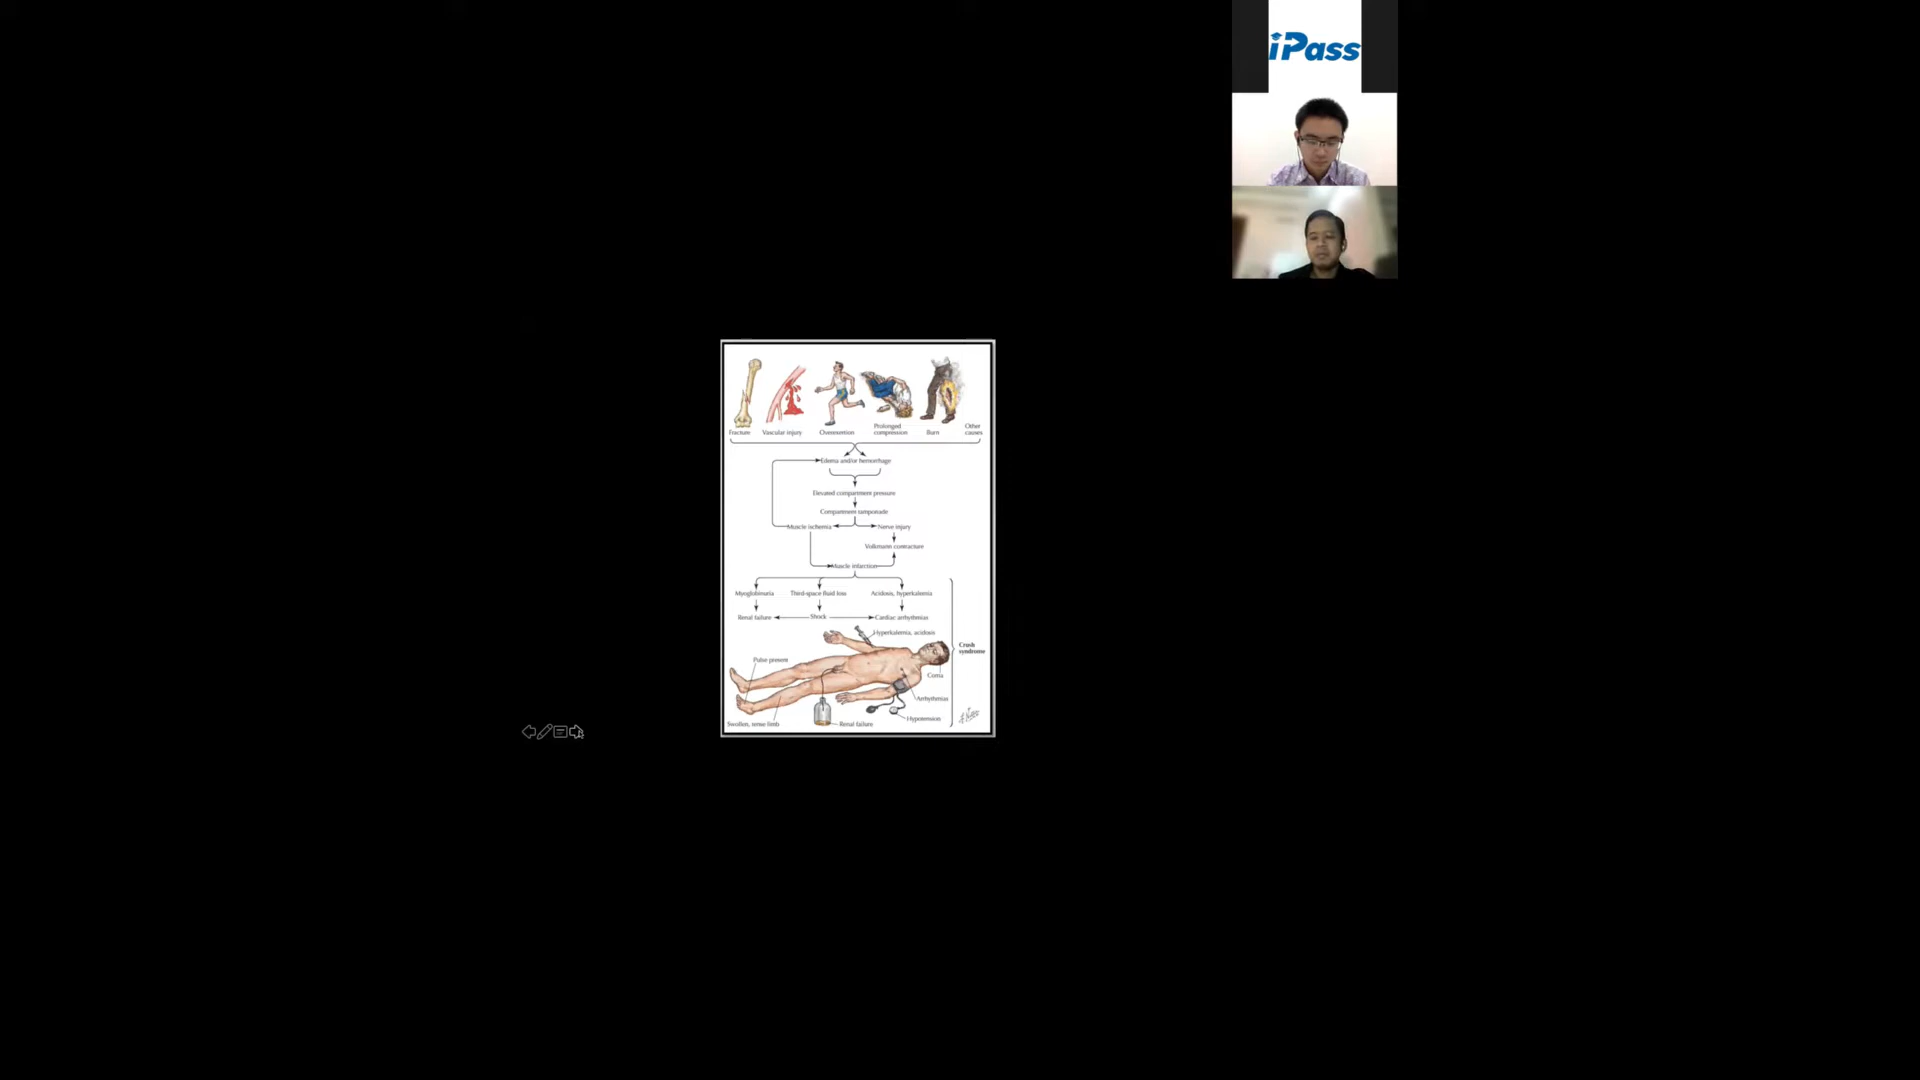 iPass
Fracture
Vascular injury
Overexertion
Prolonged
compression
Burn
Other
causes
Edema and/or hemorrhage
Elevated compartment pressure
Compartment tamponade
Muscle ischemia
Nerve injury
Volkmann contracture
Muscle infarction
Myoglobinuria
Third-space fluid loss
Acidosis, hyperkalemia
Renal failure
Shock
Cardiac arrhythmias
Hyperkalemia, acidosis
Crush
syndrome
Pulse present
Coma
Arrhythmias
Hypotension
Swollen, tense limb
Renal failure